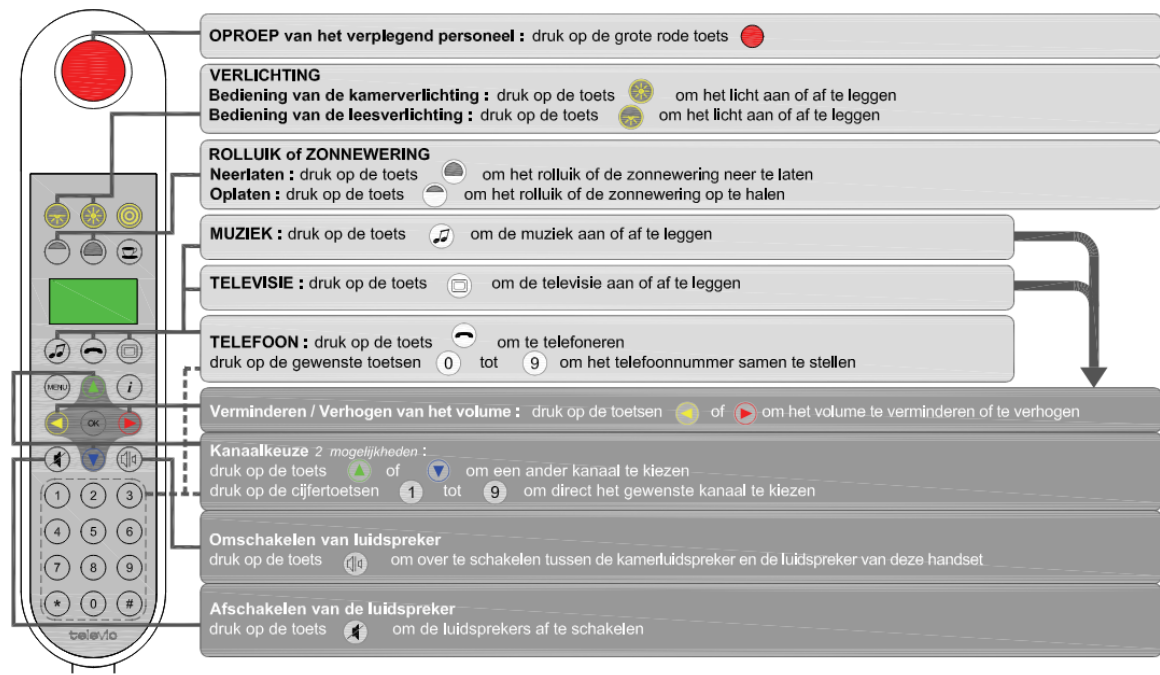 OPROEP van het verplegend personeel : druk op de grote rode toets
VERLICHTING
Bediening van de kamerverlichting : druk op de toets om het licht aan of af te leggen
Bediening van de leesverlichting : druk op de toets om het licht aan of af te leggen
ROLLUIK of ZONNEWERING
Neerlaten : druk op de toets om het rolluik of de zonnewering neer te laten
Oplaten : druk op de toets om het rolluik of de zonnewering op te halen
MUZIEK : druk op de toets om de muziek aan of af te leggen
TELEVISIE : druk op de toets om de televisie aan of af te leggen
TELEFOON : druk op de toets om te telefoneren
druk op de gewenste toetsen 0 tot 9 om het telefoonnummer samen te stellen
Verminderen / Verhogen van het volume : druk op de toetsen of om het volume te verminderen of te verhogen
Kanaalkeuze 2 mogelijkheden :
druk op de toets of om een ander kanaal te kiezen
druk op de cijfertoetsen 1 tot 9 om direct het gewenste kanaal te kiezen
Omschakelen van luidspreker
druk op de toets om over te schakelen tussen de kamerluidspreker en de luidspreker van deze handset
Afschakelen van de luidspreker
druk op de toets om de luidsprekers af te schakelen
MENU i
OK
1 2 3
4 5 6
7 8 9
* 0 #
televic